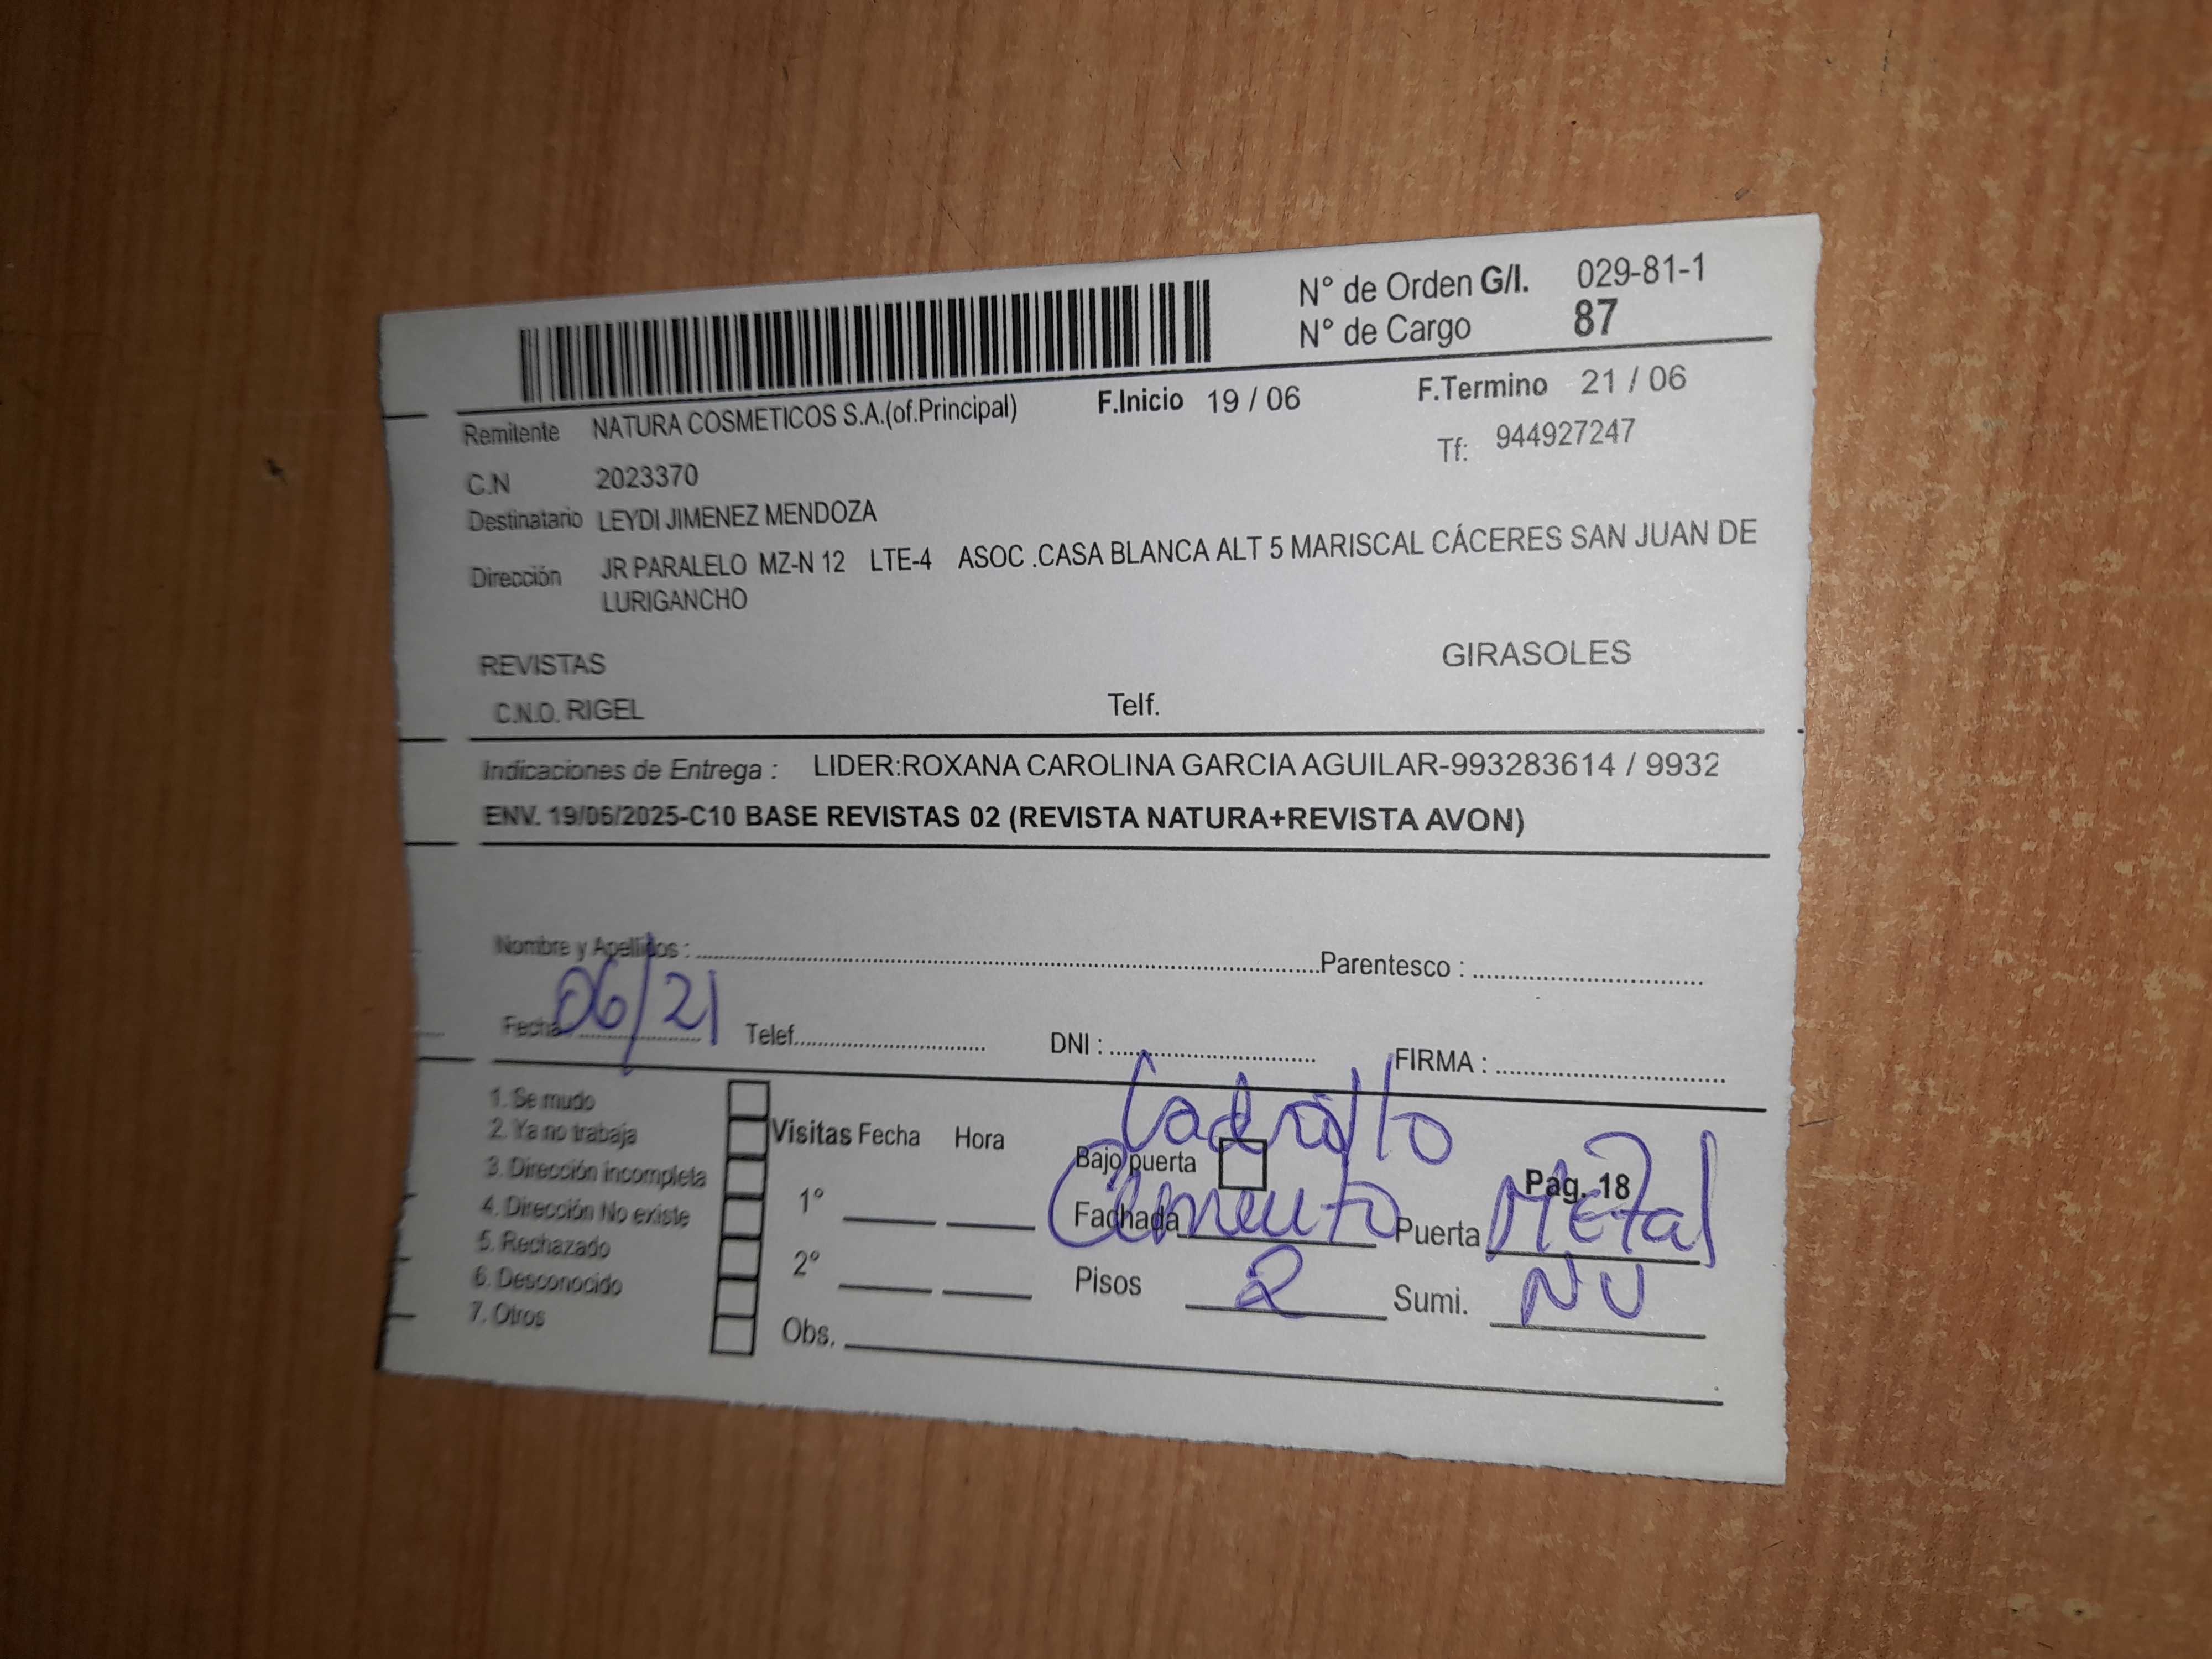 N° de Orden G/I. 029-81-1
N° de Cargo 87
Remitente NATURA COSMETICOS S.A.(of.Principal) F.Inicio 19 / 06 F.Termino 21 / 06
C.N 2023370 Tf: 944927247
Destinatario LEYDI JIMENEZ MENDOZA
Dirección JR PARALELO MZ-N 12 LTE-4 ASOC .CASA BLANCA ALT 5 MARISCAL CÁCERES SAN JUAN DE
LURIGANCHO
REVISTAS GIRASOLES
C.N.O. RIGEL Telf.
Indicaciones de Entrega : LIDER:ROXANA CAROLINA GARCIA AGUILAR-993283614 / 9932
ENV. 19/06/2025-C10 BASE REVISTAS 02 (REVISTA NATURA+REVISTA AVON)
Nombre y Apellidos : Parentesco :
Fecha 06/21 Telef. DNI : FIRMA :
1. Se mudo
2. Ya no trabaja
3. Dirección incompleta
4. Dirección No existe
5. Rechazado
6. Desconocido
7. Otros
Visitas Fecha Hora
1°
2°
Obs.
Ladrillo
Bajo puerta Pag. 18
Fachada Cemento Puerta Metal
Pisos 2 Sumi. NU